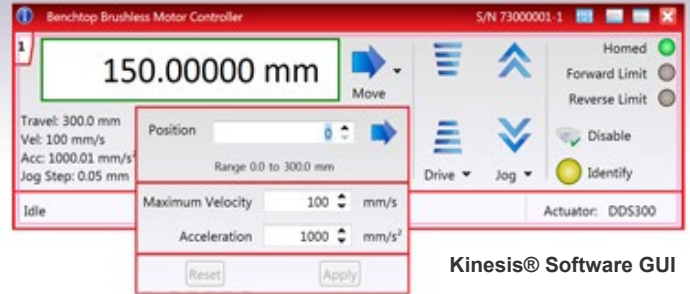 Benchtop Brushless Motor Controller
S/N 73000001-1
1
150.00000 mm
Move
Homed
Forward Limit
Reverse Limit
Travel: 300.0 mm
Vel: 100 mm/s
Acc: 1000.01 mm/s²
Jog Step: 0.05 mm
Position 0
Range 0.0 to 300.0 mm
Drive
Jog
Disable
Identify
Idle
Maximum Velocity 100 mm/s
Acceleration 1000 mm/s²
Actuator: DDS300
Reset Apply
Kinesis® Software GUI